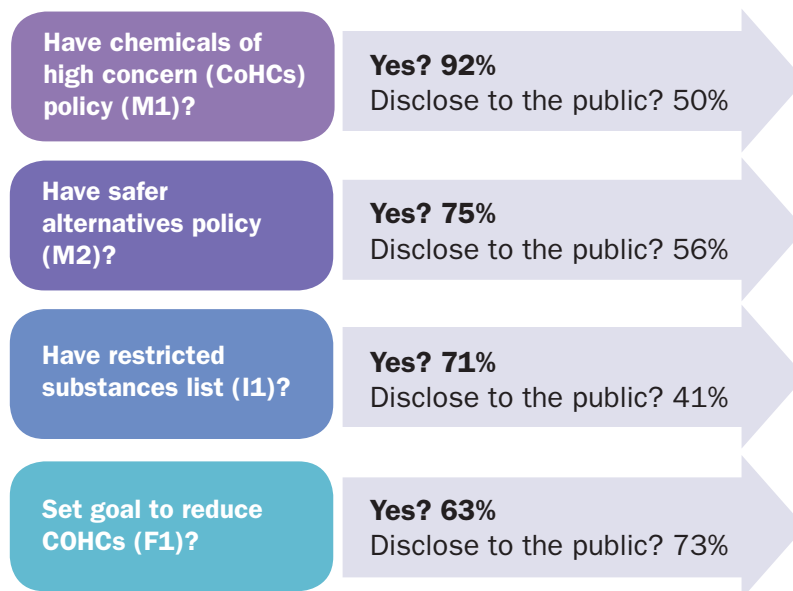 Have chemicals of
high concern (CoHCs)
policy (M1)?
Yes? 92%
Disclose to the public? 50%
Have safer
alternatives policy
(M2)?
Yes? 75%
Disclose to the public? 56%
Have restricted
substances list (I1)?
Yes? 71%
Disclose to the public? 41%
Set goal to reduce
COHCs (F1)?
Yes? 63%
Disclose to the public? 73%